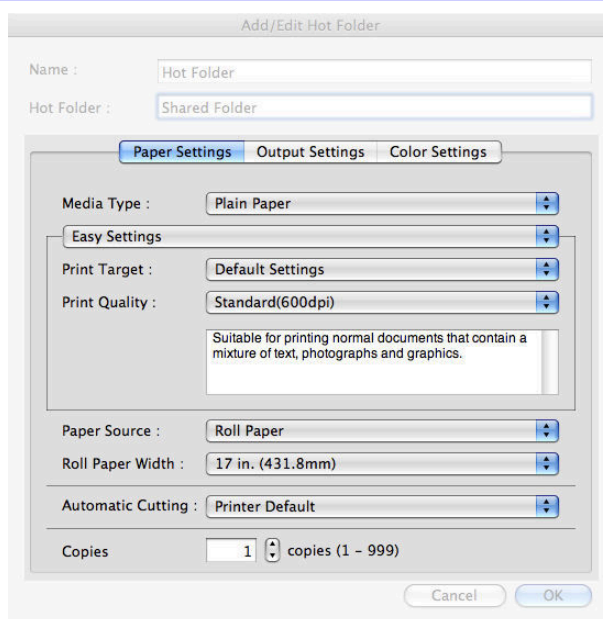 Add/Edit Hot Folder
Name : Hot Folder
Hot Folder : Shared Folder
Paper Settings Output Settings Color Settings
Media Type : Plain Paper
Easy Settings
Print Target : Default Settings
Print Quality : Standard(600dpi)
Suitable for printing normal documents that contain a
mixture of text, photographs and graphics.
Paper Source : Roll Paper
Roll Paper Width : 17 in. (431.8mm)
Automatic Cutting : Printer Default
Copies 1 copies (1 – 999)
Cancel OK